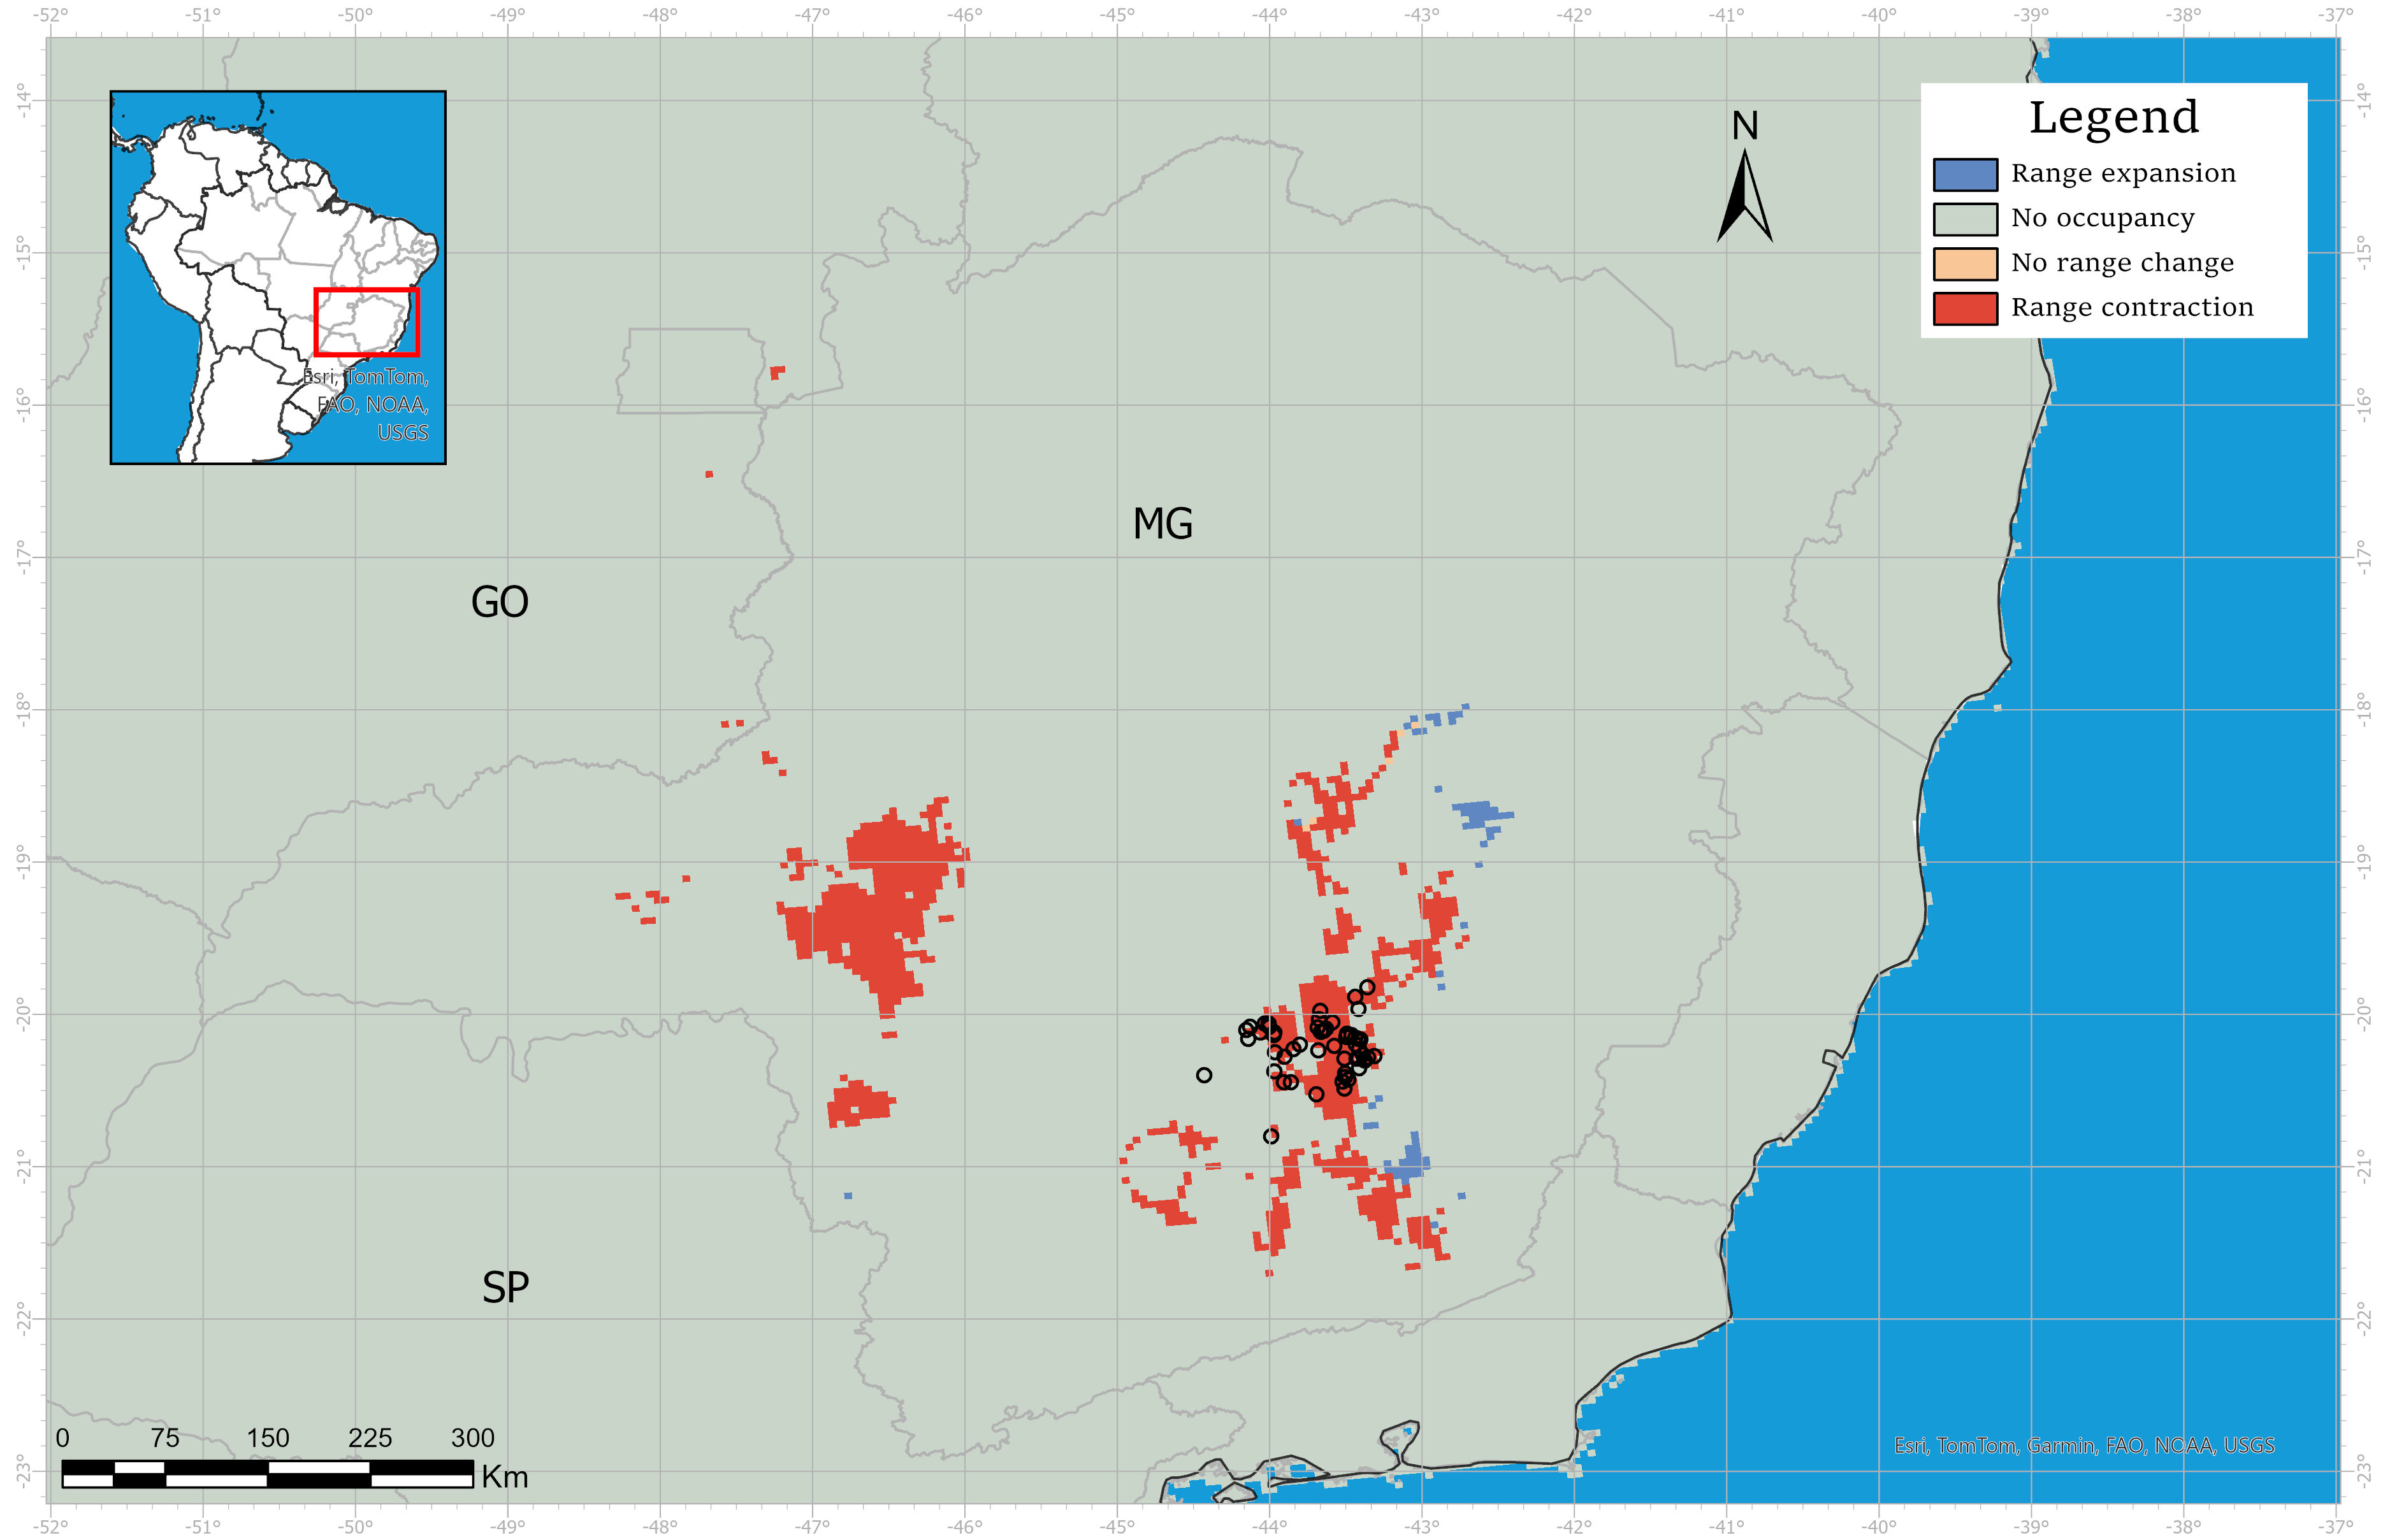 -52° -51° -50° -49° -48° -47° -46° -45° -44° -43° -42° -41° -40° -39° -38° -37°
-14° -14°
-15° -15°
-16° -16°
-17° -17°
-18° -18°
-19° -19°
-20° -20°
-21° -21°
-22° -22°
-23° -23°
Esri, TomTom,
FAO, NOAA,
USGS
N
Legend
Range expansion
No occupancy
No range change
Range contraction
MG
GO
SP
0 75 150 225 300
Km
Esri, TomTom, Garmin, FAO, NOAA, USGS
-52° -51° -50° -49° -48° -47° -46° -45° -44° -43° -42° -41° -40° -39° -38° -37°